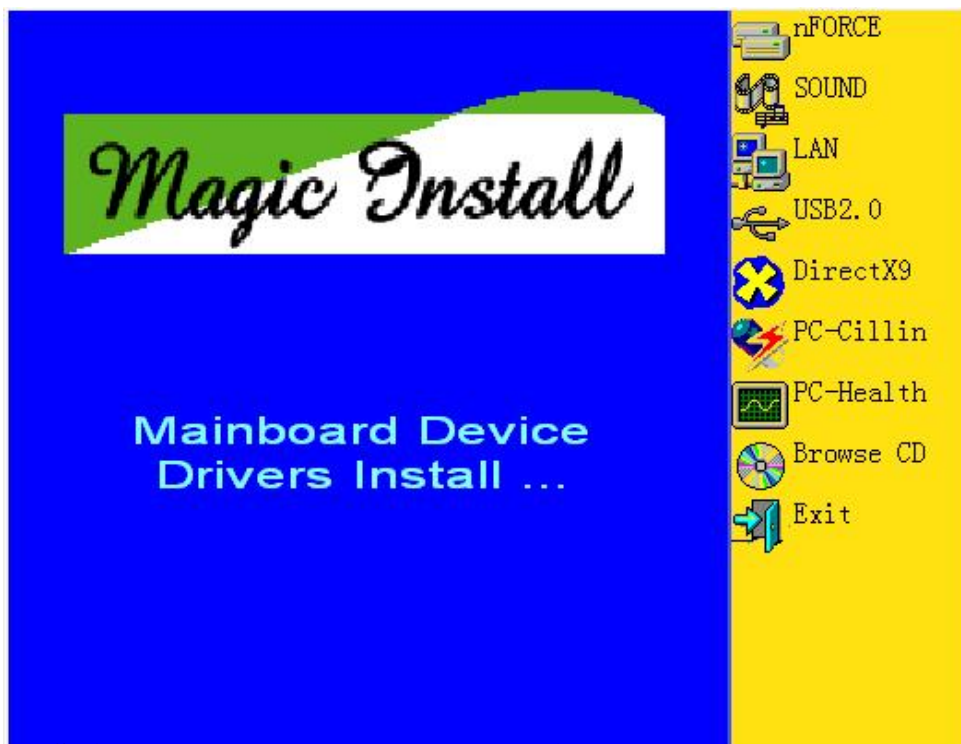 Magic Install
Mainboard Device
Drivers Install ...
nFORCE
SOUND
LAN
USB2.0
DirectX9
PC-Cillin
PC-Health
Browse CD
Exit